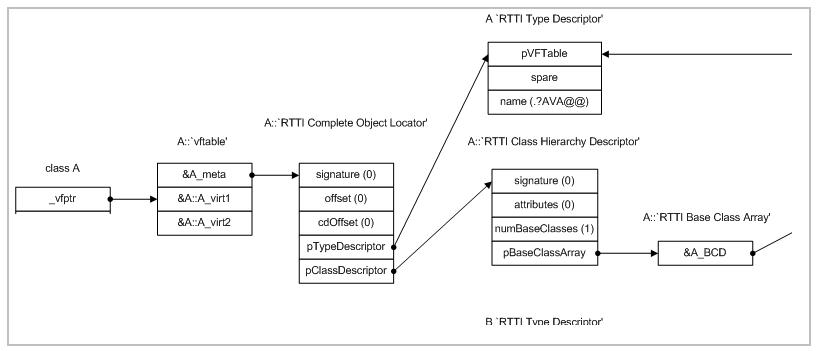 A `RTTI Type Descriptor'
pVFTable
spare
name (.?AVA@@)
A::`RTTI Complete Object Locator'
A::`vftable'
class A
_vfptr
&A_meta
&A::A_virt1
&A::A_virt2
signature (0)
offset (0)
cdOffset (0)
pTypeDescriptor
pClassDescriptor
A::`RTTI Class Hierarchy Descriptor'
signature (0)
attributes (0)
numBaseClasses (1)
pBaseClassArray
A::`RTTI Base Class Array'
&A_BCD
B `RTTI Type Descriptor'